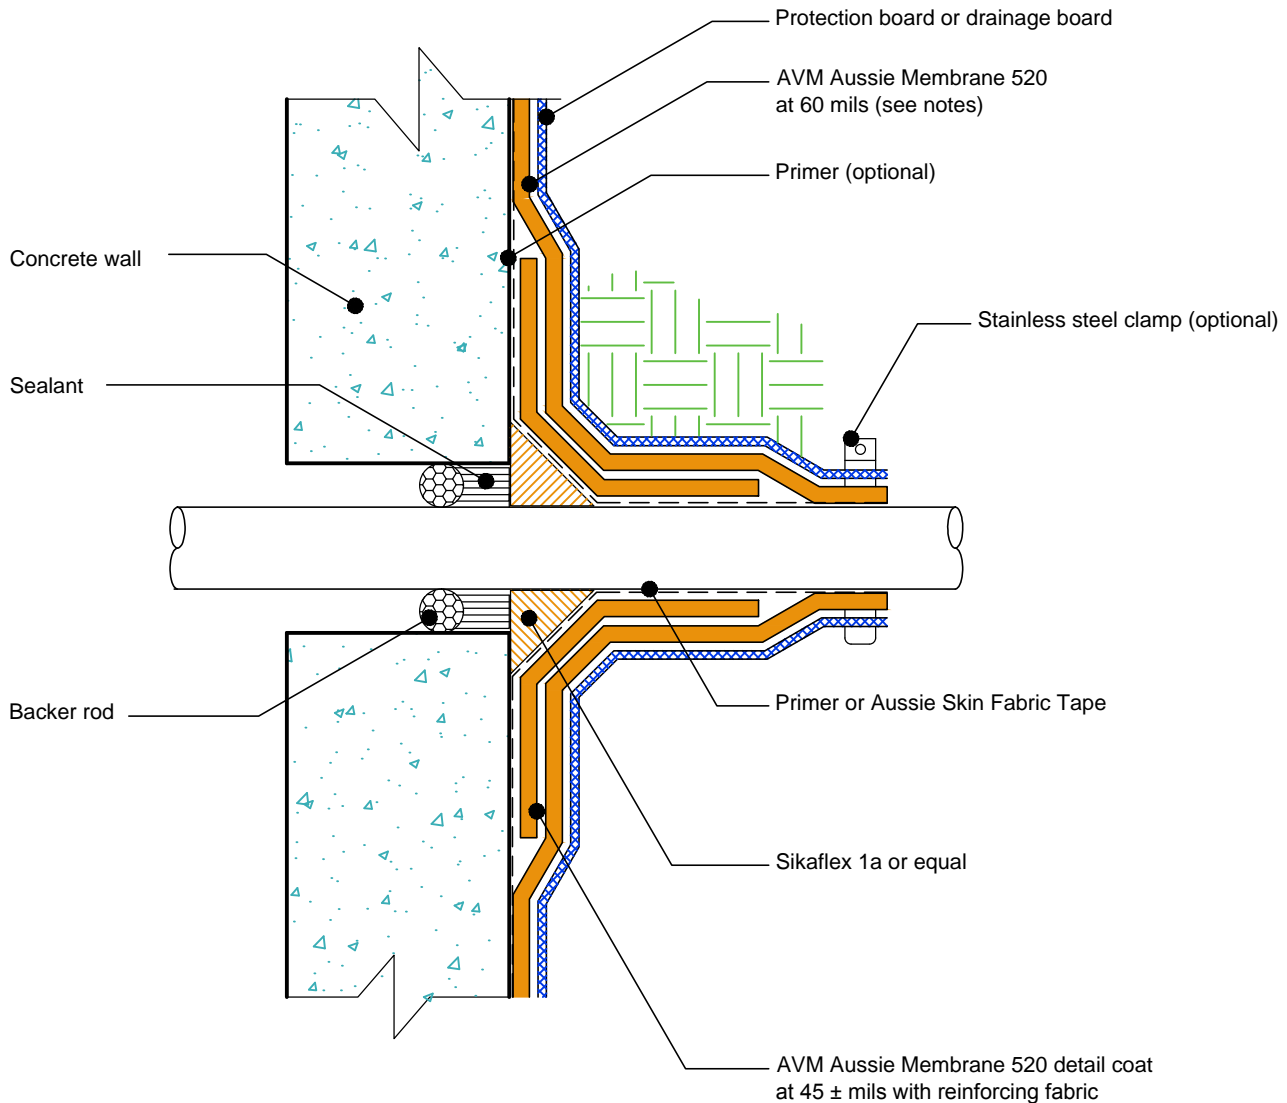 Protection board or drainage board
AVM Aussie Membrane 520
at 60 mils (see notes)
Primer (optional)
Concrete wall
Stainless steel clamp (optional)
Sealant
Primer or Aussie Skin Fabric Tape
Backer rod
Sikaflex 1a or equal
AVM Aussie Membrane 520 detail coat
at 45 ± mils with reinforcing fabric